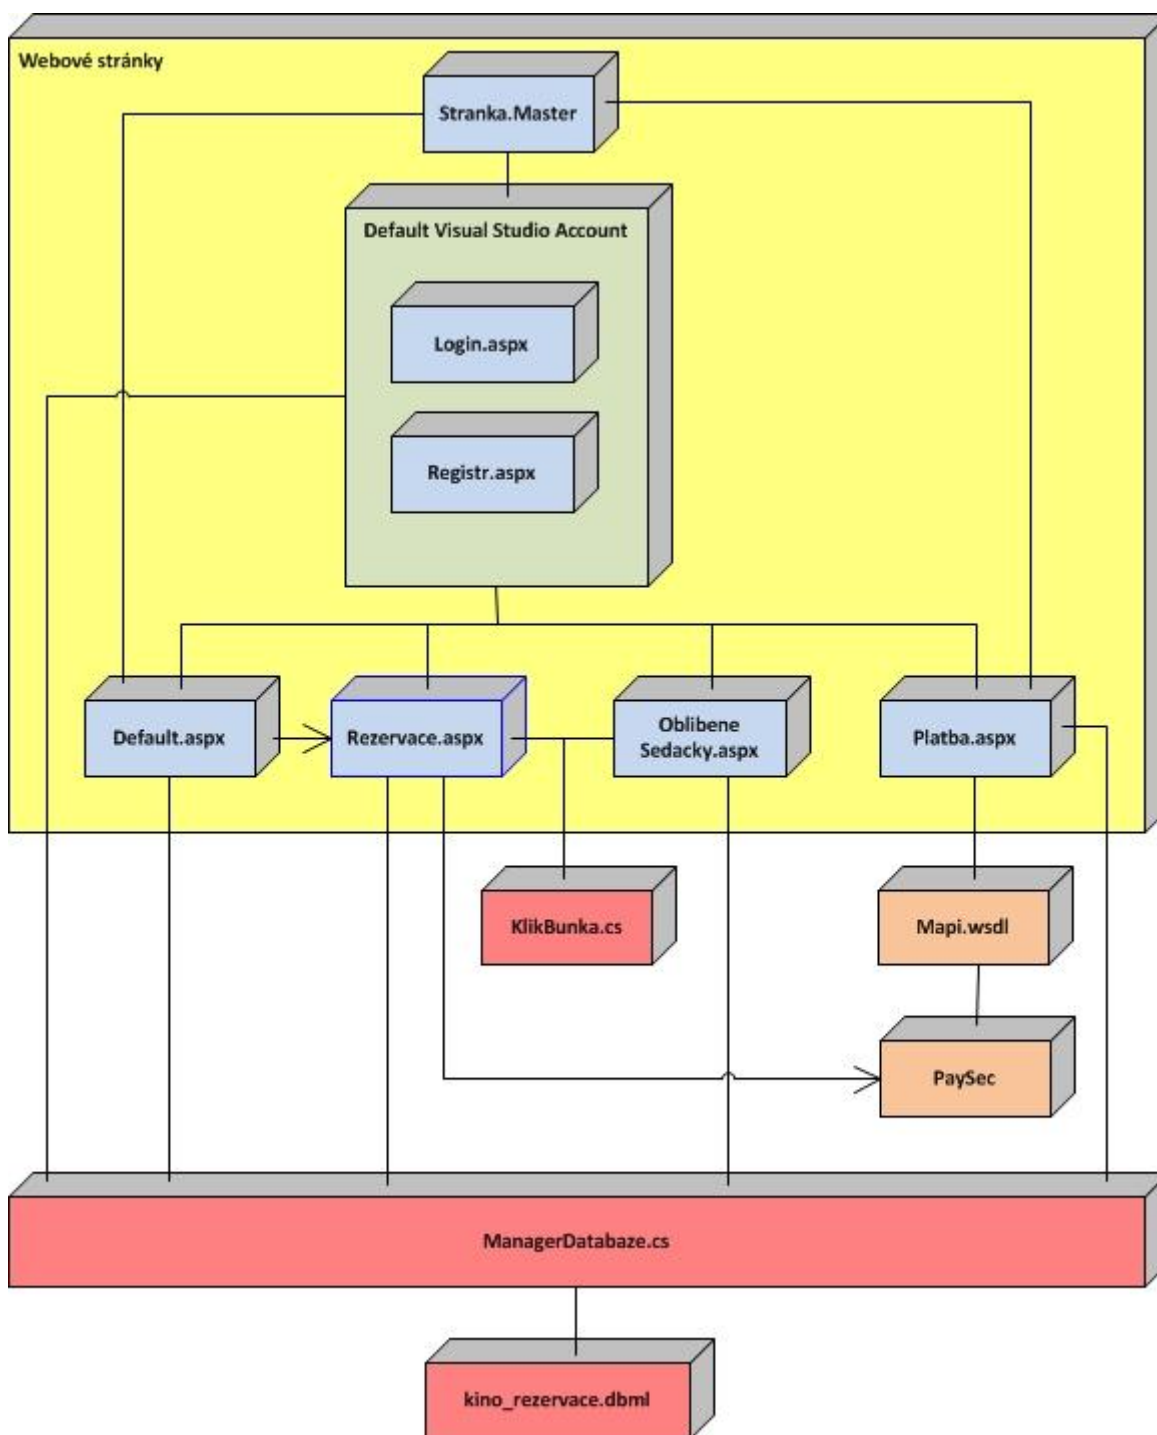 Webové stránky
Stranka.Master
Default Visual Studio Account
Login.aspx
Registr.aspx
Default.aspx
Rezervace.aspx
Oblibene
Sedacky.aspx
Platba.aspx
KlikBunka.cs
Mapi.wsdl
PaySec
ManagerDatabaze.cs
kino_rezervace.dbml